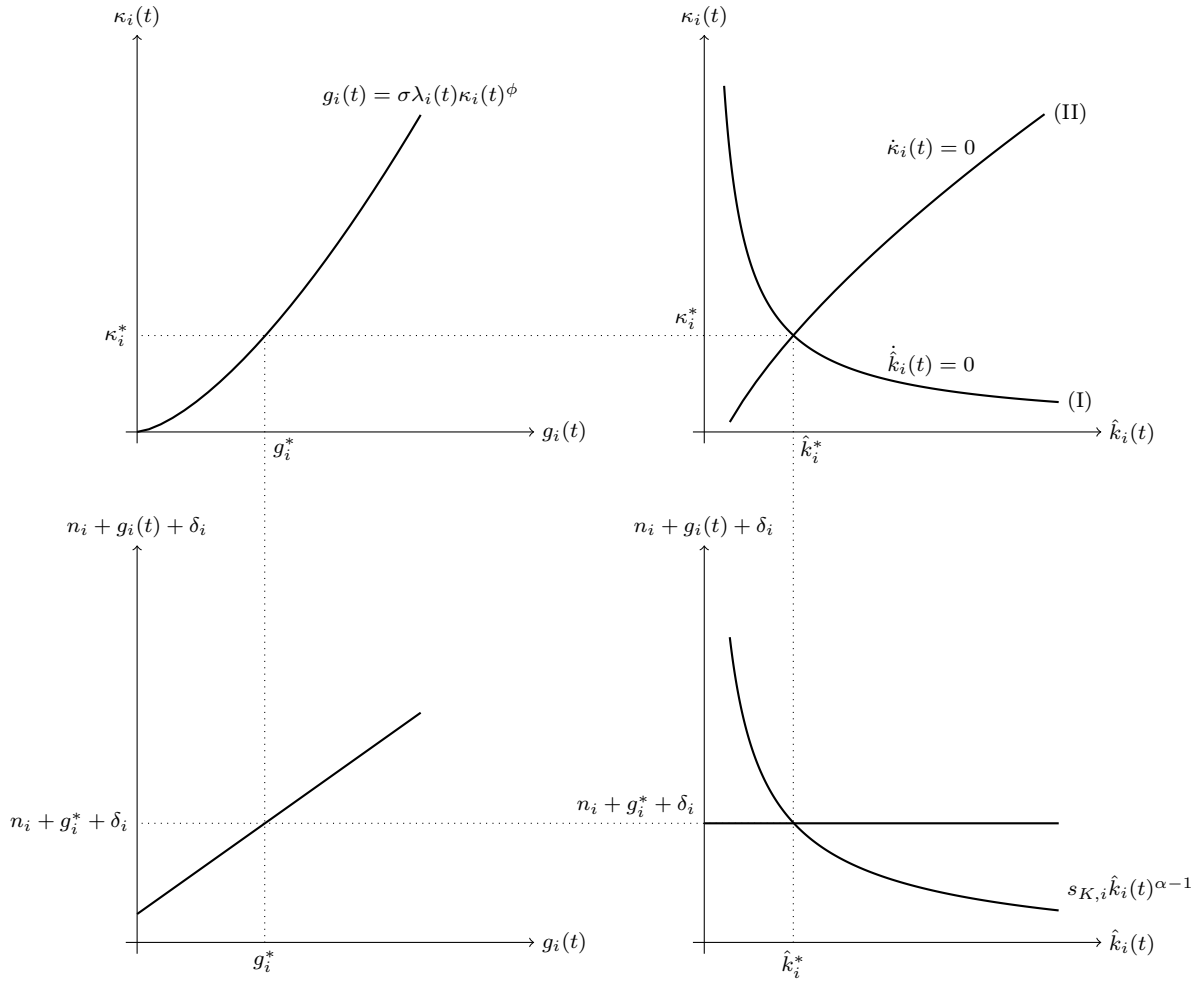 κ_i(t)
g_i(t) = σλ_i(t)κ_i(t)^ϕ
κ_i^*
g_i(t)
g_i^*
κ_i(t)
(II)
κ̇_i(t) = 0
κ_i^*
k̂̇_i(t) = 0
(I)
k̂_i(t)
k̂_i^*
n_i + g_i(t) + δ_i
n_i + g_i^* + δ_i
g_i(t)
g_i^*
n_i + g_i(t) + δ_i
n_i + g_i^* + δ_i
s_{K,i}k̂_i(t)^{α−1}
k̂_i(t)
k̂_i^*